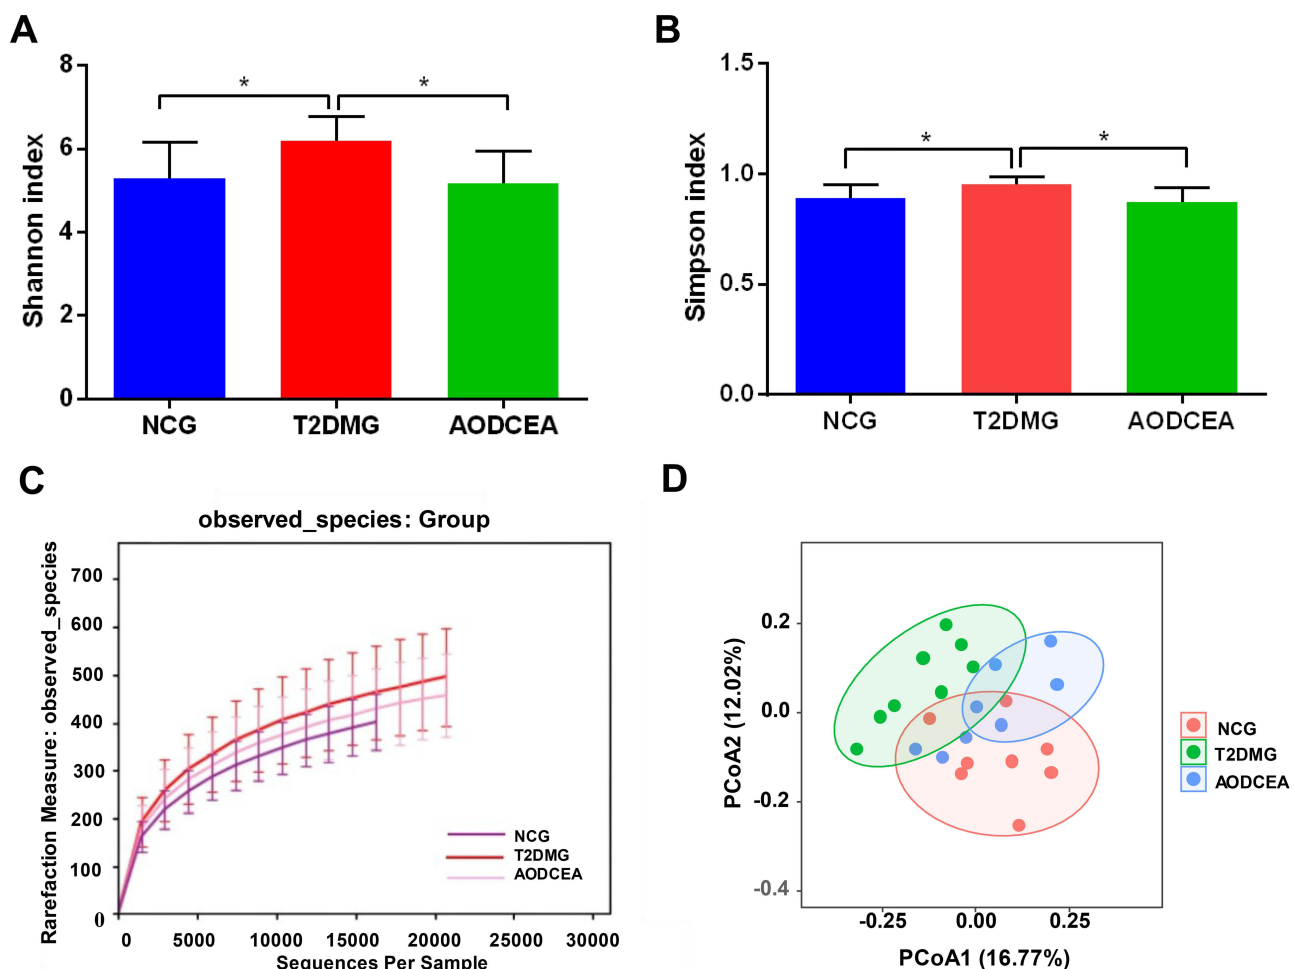 A
8
6
4
2
0
Shannon index
*
*
NCG
T2DMG
AODCEA
B
1.5
1.0
0.5
0.0
Simpson index
*
*
NCG
T2DMG
AODCEA
C
observed_species: Group
Rarefaction Measure: observed_species
700
600
500
400
300
200
100
0
0
5000
10000
15000
20000
25000
30000
Sequences Per Sample
NCG
T2DMG
AODCEA
D
0.2
0.0
-0.2
-0.4
PCoA2 (12.02%)
-0.25
0.00
0.25
PCoA1 (16.77%)
NCG
T2DMG
AODCEA